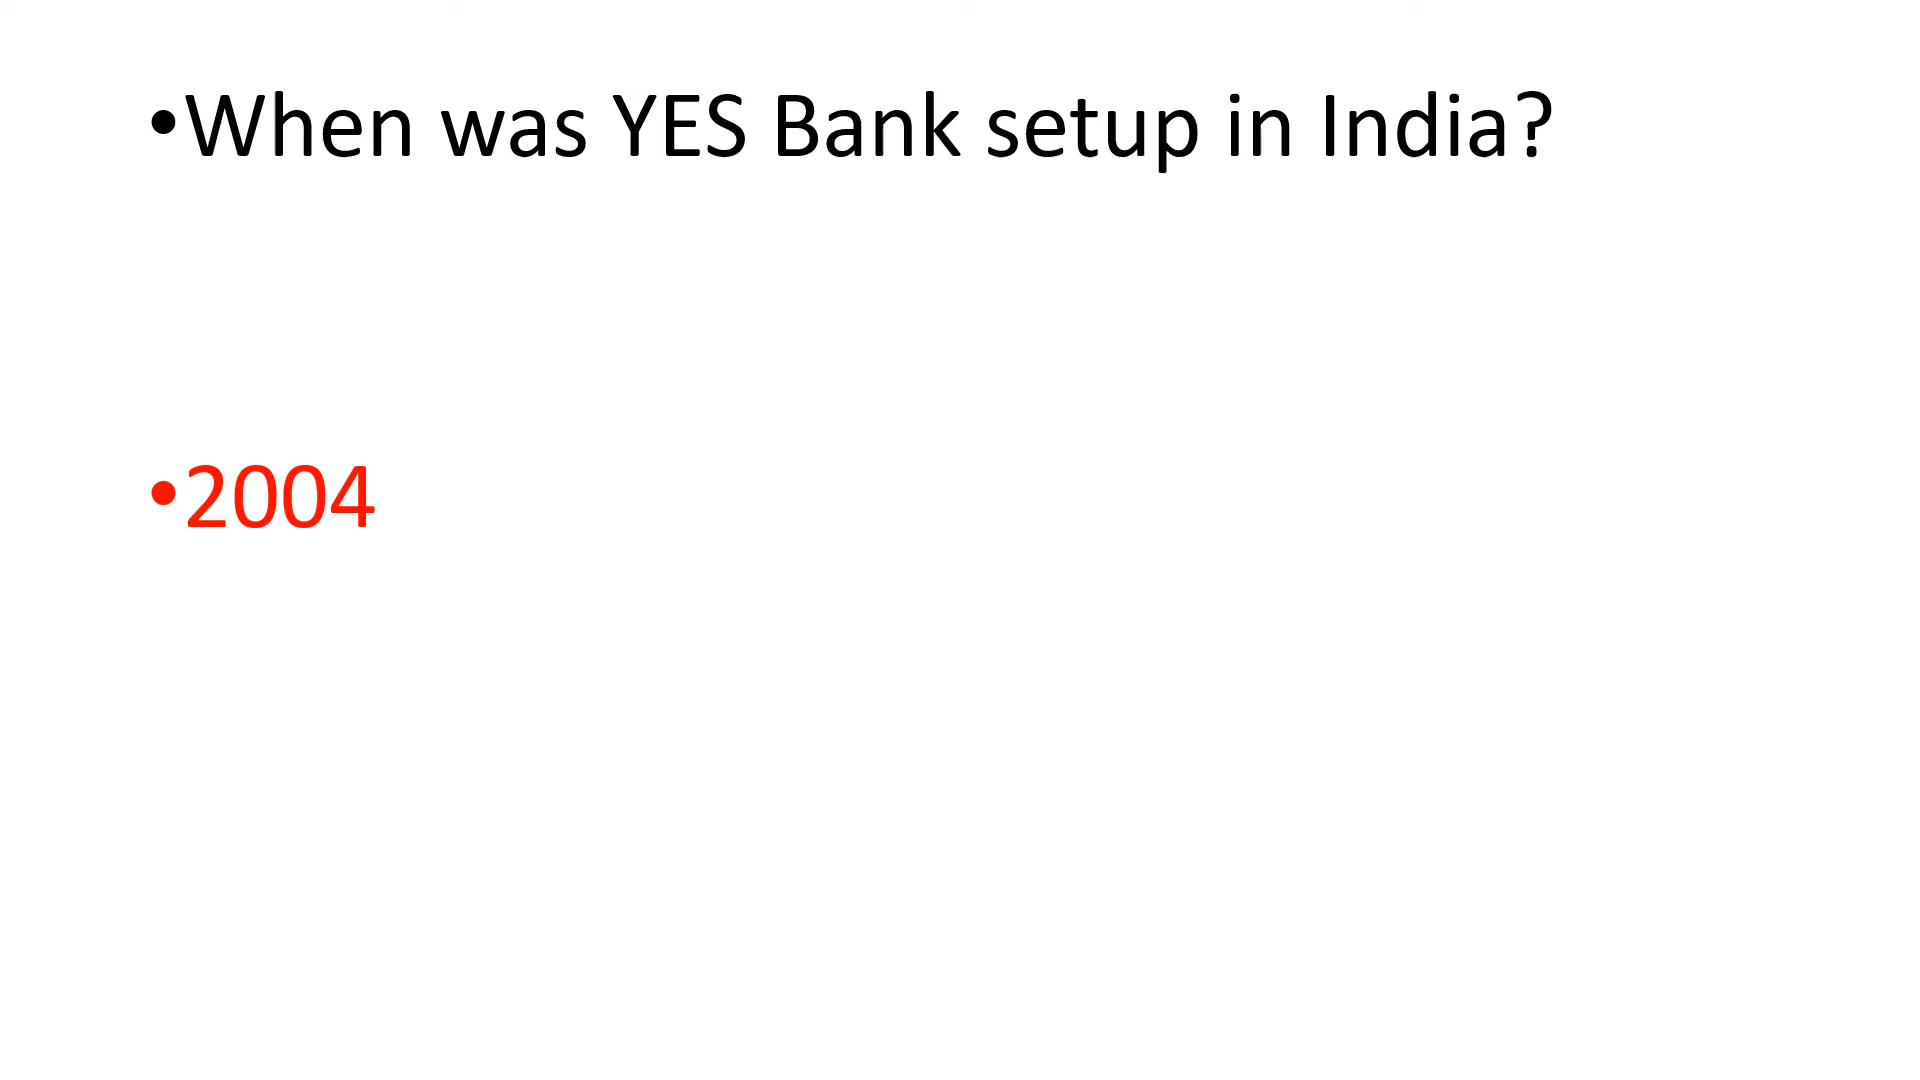 •When was YES Bank setup in India?
•2004